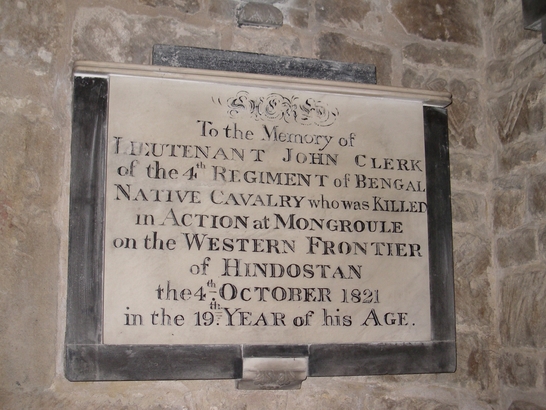 SACRED
To the Memory of
LIEUTENANT JOHN CLERK
of the 4th REGIMENT of BENGAL
NATIVE CAVALRY who was KILLED
in ACTION at MONGROULE
on the WESTERN FRONTIER
of HINDOSTAN
the 4th OCTOBER 1821
in the 19th YEAR of his AGE.